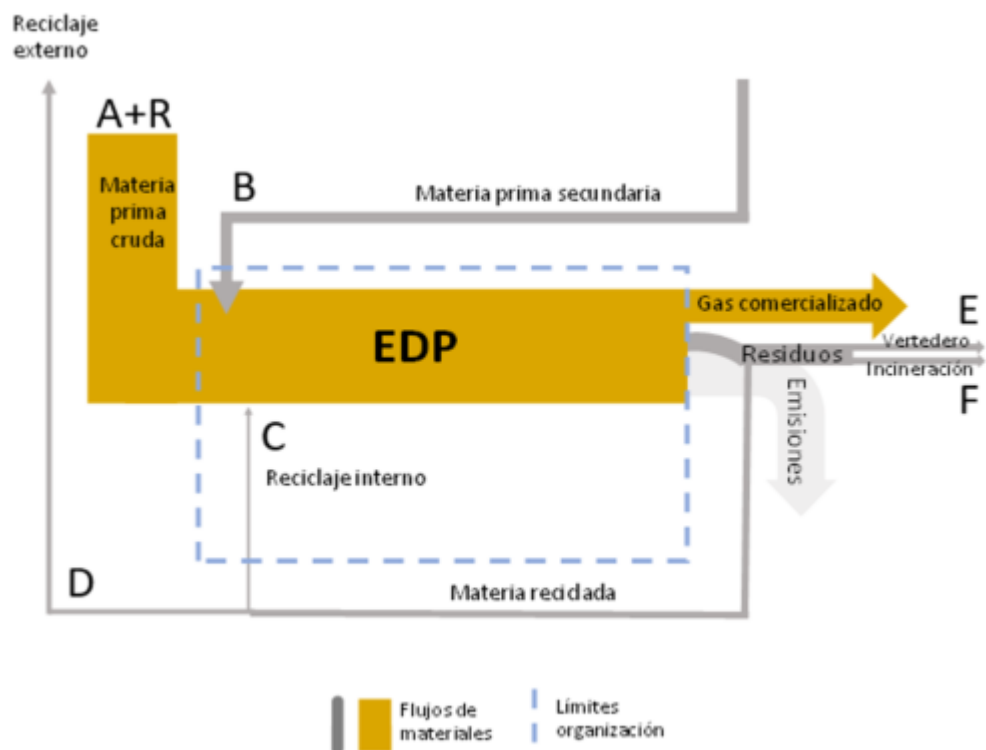 Reciclaje
externo
A+R
Materia
prima
cruda
B
Materia prima secundaria
EDP
Gas comercializado
E
Vertedero
Residuos
Incineración
F
Emisiones
C
Reciclaje interno
D
Materia reciclada
Flujos de
materiales
Límites
organización